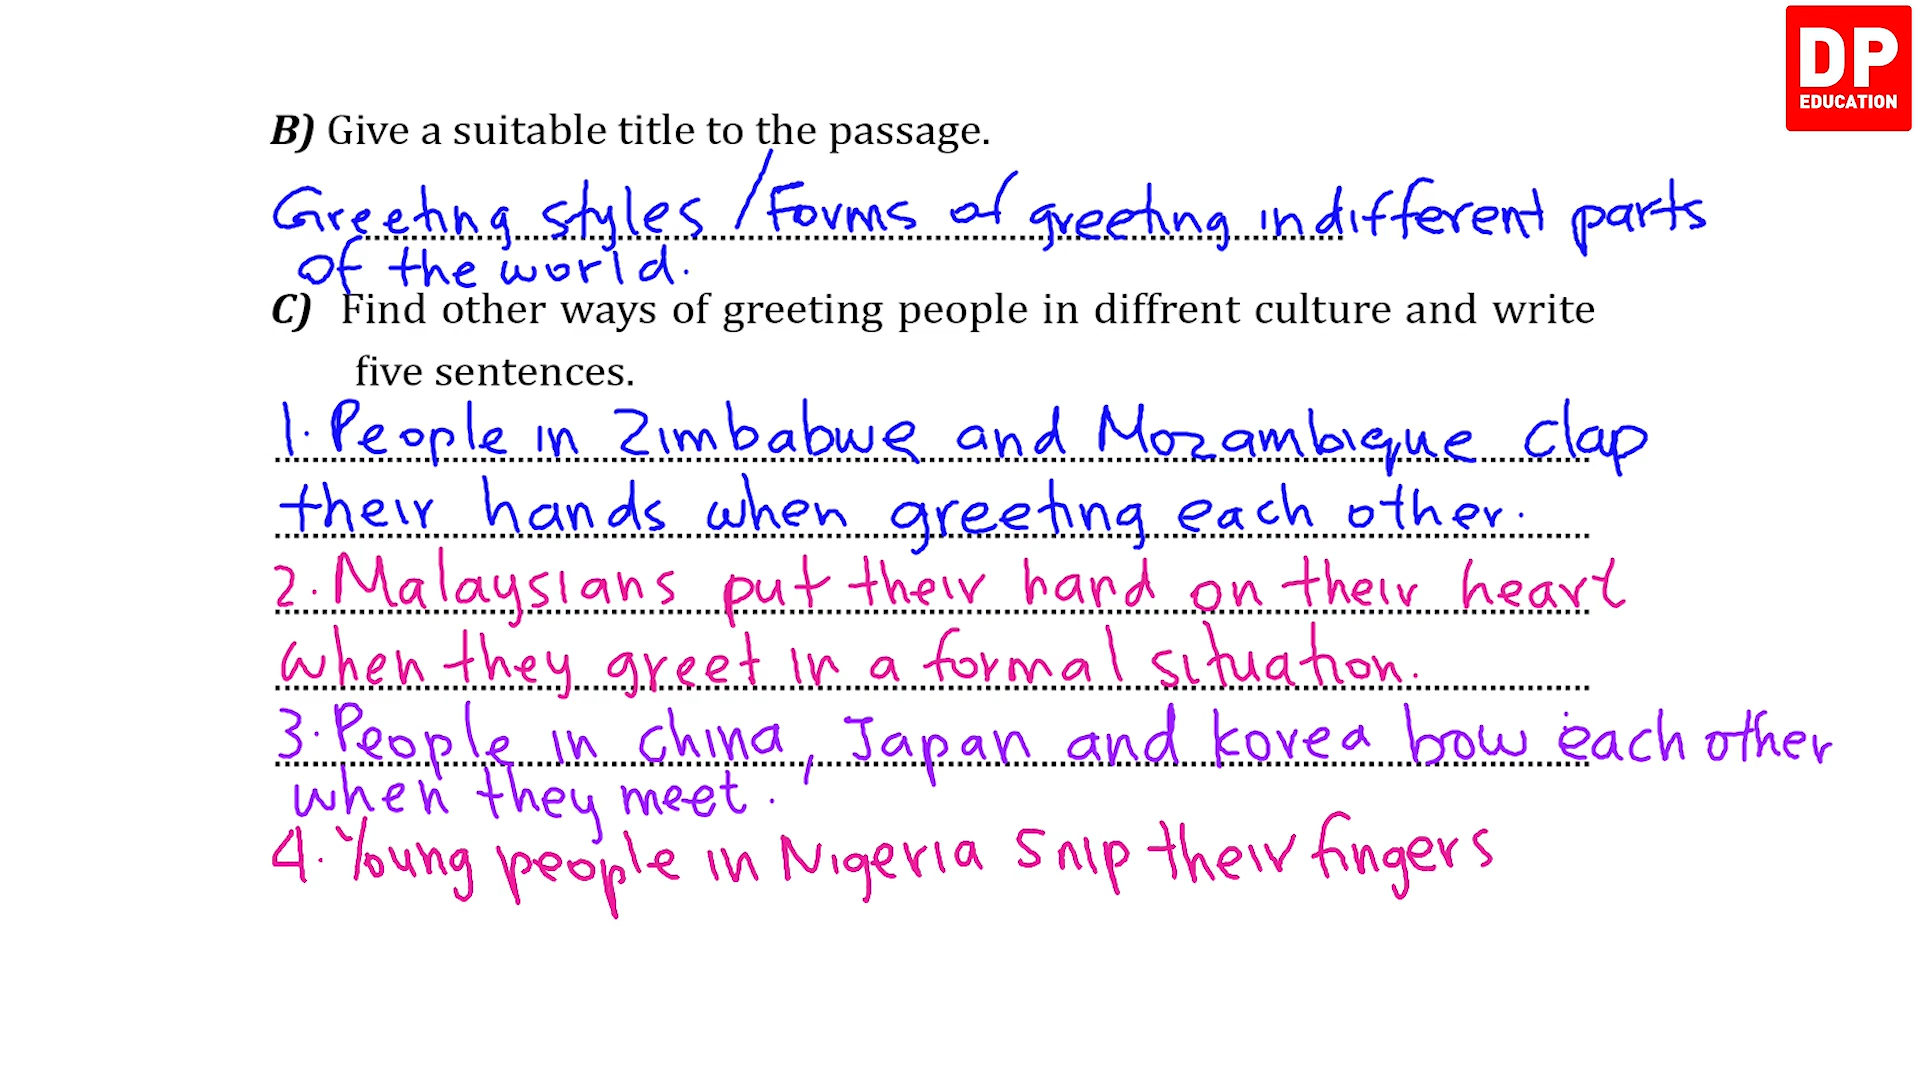 DP
EDUCATION
B) Give a suitable title to the passage.
Greeting styles / Forms of greeting in different parts
of the world.
C) Find other ways of greeting people in diffrent culture and write
five sentences.
1. People in Zimbabwe and Mozambique clap
their hands when greeting each other.
2. Malaysians put their hand on their heart
when they greet in a formal situation.
3. People in china, Japan and korea bow each other
when they meet.
4. Young people in Nigeria snip their fingers